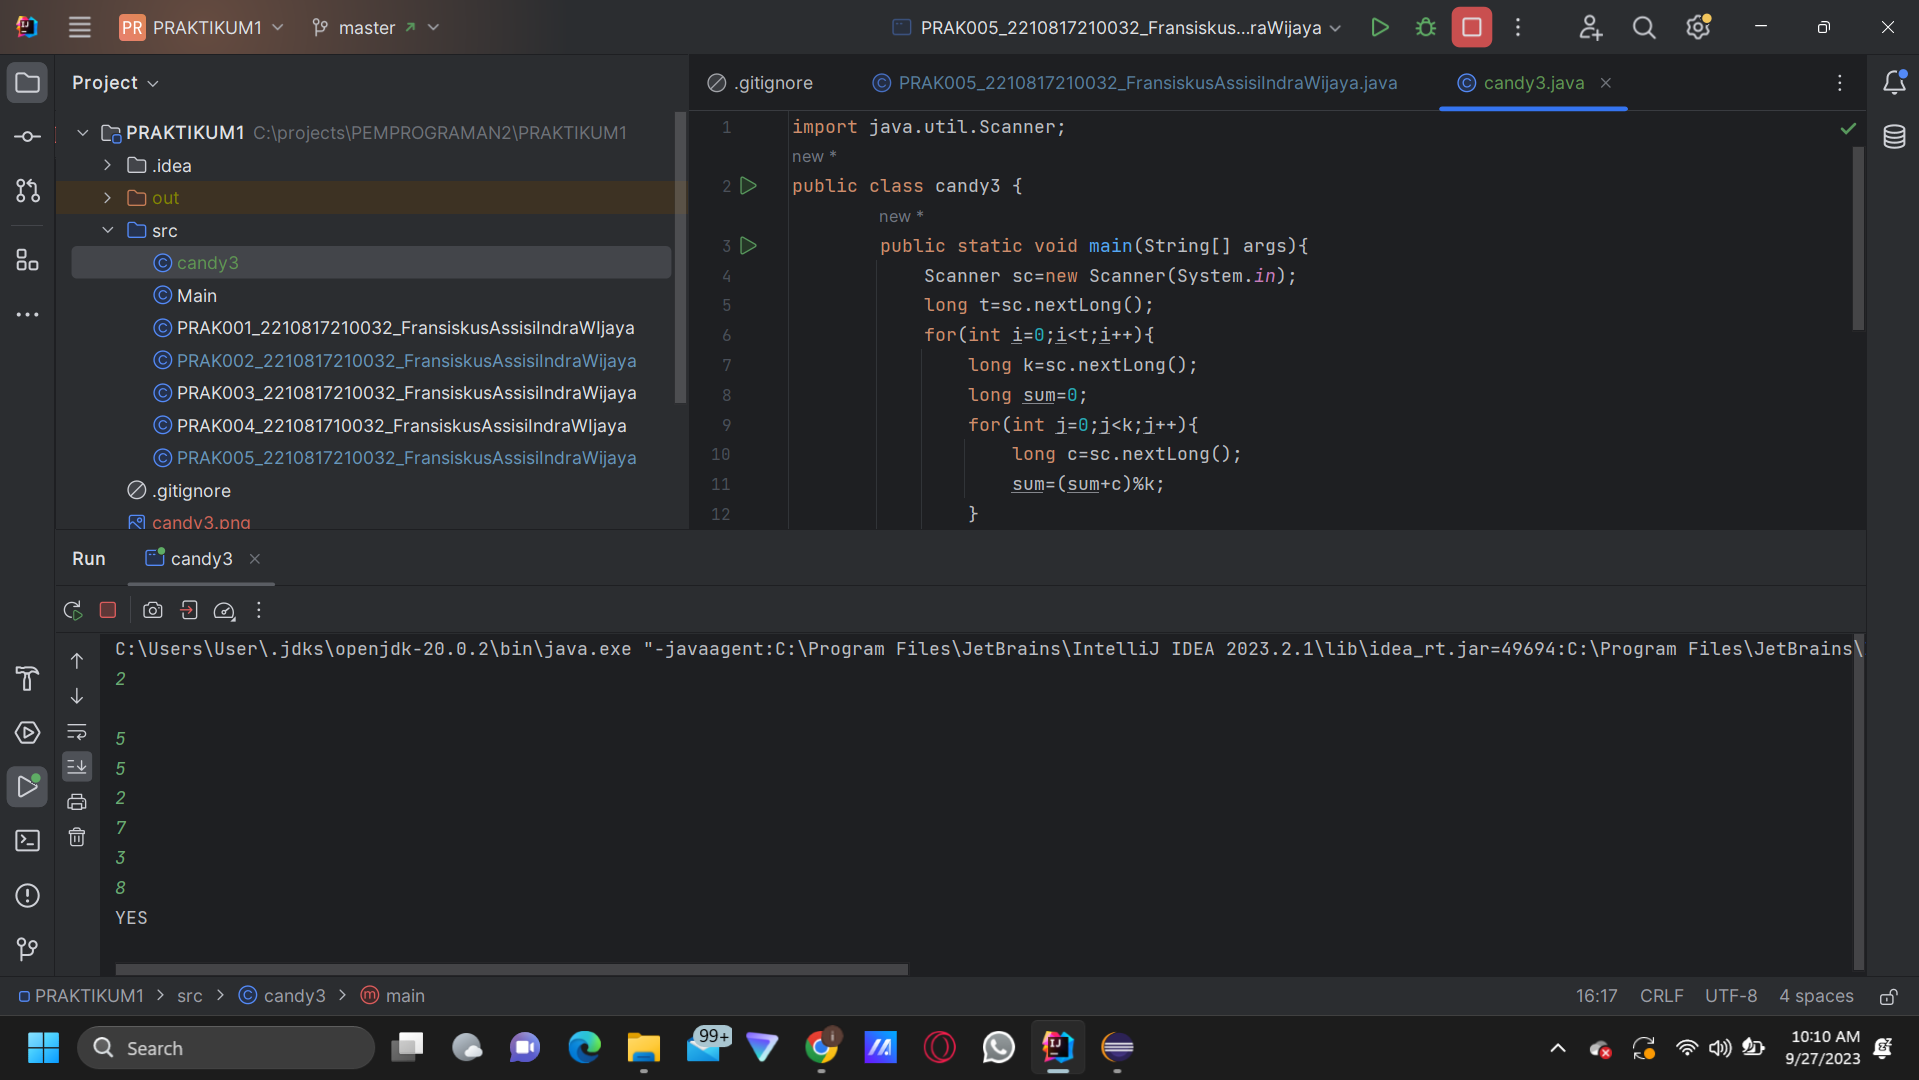 PR PRAKTIKUM1 master PRAK005_2210817210032_Fransiskus...raWijaya
Project
PRAKTIKUM1 C:\projects\PEMPROGRAMAN2\PRAKTIKUM1
.idea
out
src
candy3
Main
PRAK001_2210817210032_FransiskusAssisiIndraWIjaya
PRAK002_2210817210032_FransiskusAssisiIndraWijaya
PRAK003_2210817210032_FransiskusAssisiIndraWijaya
PRAK004_221081710032_FransiskusAssisiIndraWIjaya
PRAK005_2210817210032_FransiskusAssisiIndraWijaya
.gitignore
candy3.png
.gitignore PRAK005_2210817210032_FransiskusAssisiIndraWijaya.java candy3.java
1 import java.util.Scanner;
new *
2 public class candy3 {
new *
3 public static void main(String[] args){
4 Scanner sc=new Scanner(System.in);
5 long t=sc.nextLong();
6 for(int i=0;i<t;i++){
7 long k=sc.nextLong();
8 long sum=0;
9 for(int j=0;j<k;j++){
10 long c=sc.nextLong();
11 sum=(sum+c)%k;
12 }
Run candy3
C:\Users\User\.jdks\openjdk-20.0.2\bin\java.exe "-javaagent:C:\Program Files\JetBrains\IntelliJ IDEA 2023.2.1\lib\idea_rt.jar=49694:C:\Program Files\JetBrains\
2
5
5
2
7
3
8
YES
PRAKTIKUM1 > src > candy3 > main
16:17 CRLF UTF-8 4 spaces
Search
99+
10:10 AM
9/27/2023